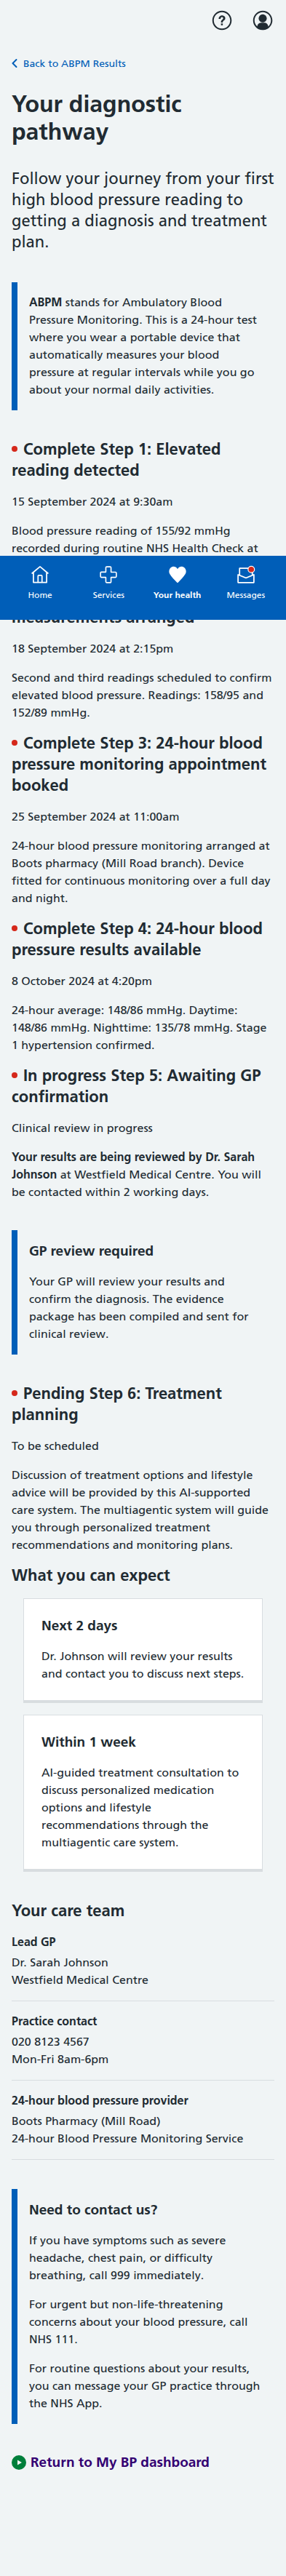 Back to ABPM Results
Your diagnostic
pathway
Follow your journey from your first
high blood pressure reading to
getting a diagnosis and treatment
plan.
ABPM stands for Ambulatory Blood
Pressure Monitoring. This is a 24-hour test
where you wear a portable device that
automatically measures your blood
pressure at regular intervals while you go
about your normal daily activities.
Complete Step 1: Elevated
reading detected
15 September 2024 at 9:30am
Blood pressure reading of 155/92 mmHg
recorded during routine NHS Health Check at
Home Services Your health Messages
measurements arranged
18 September 2024 at 2:15pm
Second and third readings scheduled to confirm
elevated blood pressure. Readings: 158/95 and
152/89 mmHg.
Complete Step 3: 24-hour blood
pressure monitoring appointment
booked
25 September 2024 at 11:00am
24-hour blood pressure monitoring arranged at
Boots pharmacy (Mill Road branch). Device
fitted for continuous monitoring over a full day
and night.
Complete Step 4: 24-hour blood
pressure results available
8 October 2024 at 4:20pm
24-hour average: 148/86 mmHg. Daytime:
148/86 mmHg. Nighttime: 135/78 mmHg. Stage
1 hypertension confirmed.
In progress Step 5: Awaiting GP
confirmation
Clinical review in progress
Your results are being reviewed by Dr. Sarah
Johnson at Westfield Medical Centre. You will
be contacted within 2 working days.
GP review required
Your GP will review your results and
confirm the diagnosis. The evidence
package has been compiled and sent for
clinical review.
Pending Step 6: Treatment
planning
To be scheduled
Discussion of treatment options and lifestyle
advice will be provided by this AI-supported
care system. The multiagentic system will guide
you through personalized treatment
recommendations and monitoring plans.
What you can expect
Next 2 days
Dr. Johnson will review your results
and contact you to discuss next steps.
Within 1 week
AI-guided treatment consultation to
discuss personalized medication
options and lifestyle
recommendations through the
multiagentic care system.
Your care team
Lead GP
Dr. Sarah Johnson
Westfield Medical Centre
Practice contact
020 8123 4567
Mon-Fri 8am-6pm
24-hour blood pressure provider
Boots Pharmacy (Mill Road)
24-hour Blood Pressure Monitoring Service
Need to contact us?
If you have symptoms such as severe
headache, chest pain, or difficulty
breathing, call 999 immediately.
For urgent but non-life-threatening
concerns about your blood pressure, call
NHS 111.
For routine questions about your results,
you can message your GP practice through
the NHS App.
Return to My BP dashboard